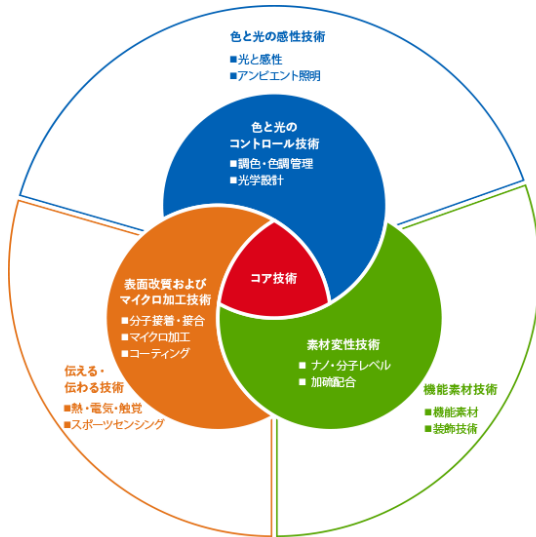 色と光の感性技術
■光と感性
■アンビエント照明
色と光の
コントロール技術
■調色・色調管理
■光学設計
表面改質および
マイクロ加工技術
■分子接着・接合
■マイクロ加工
■コーティング
コア技術
素材変性技術
■ ナノ・分子レベル
■ 加硫配合
伝える・
伝わる技術
■熱・電気・触覚
■スポーツセンシング
機能素材技術
■機能素材
■装飾技術